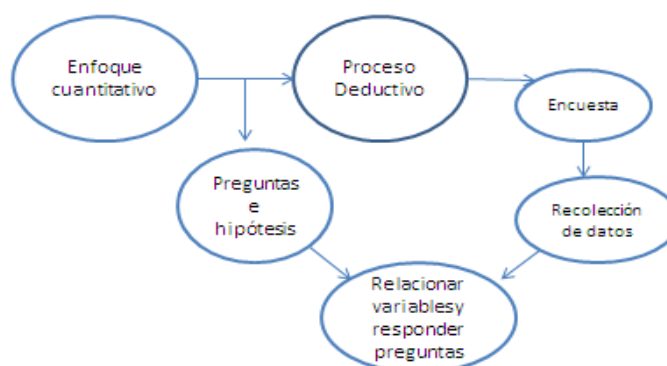 Enfoque
cuantitativo
Proceso
Deductivo
Encuesta
Preguntas
e
hipótesis
Recolección
de datos
Relacionar
variablesy
responder
preguntas